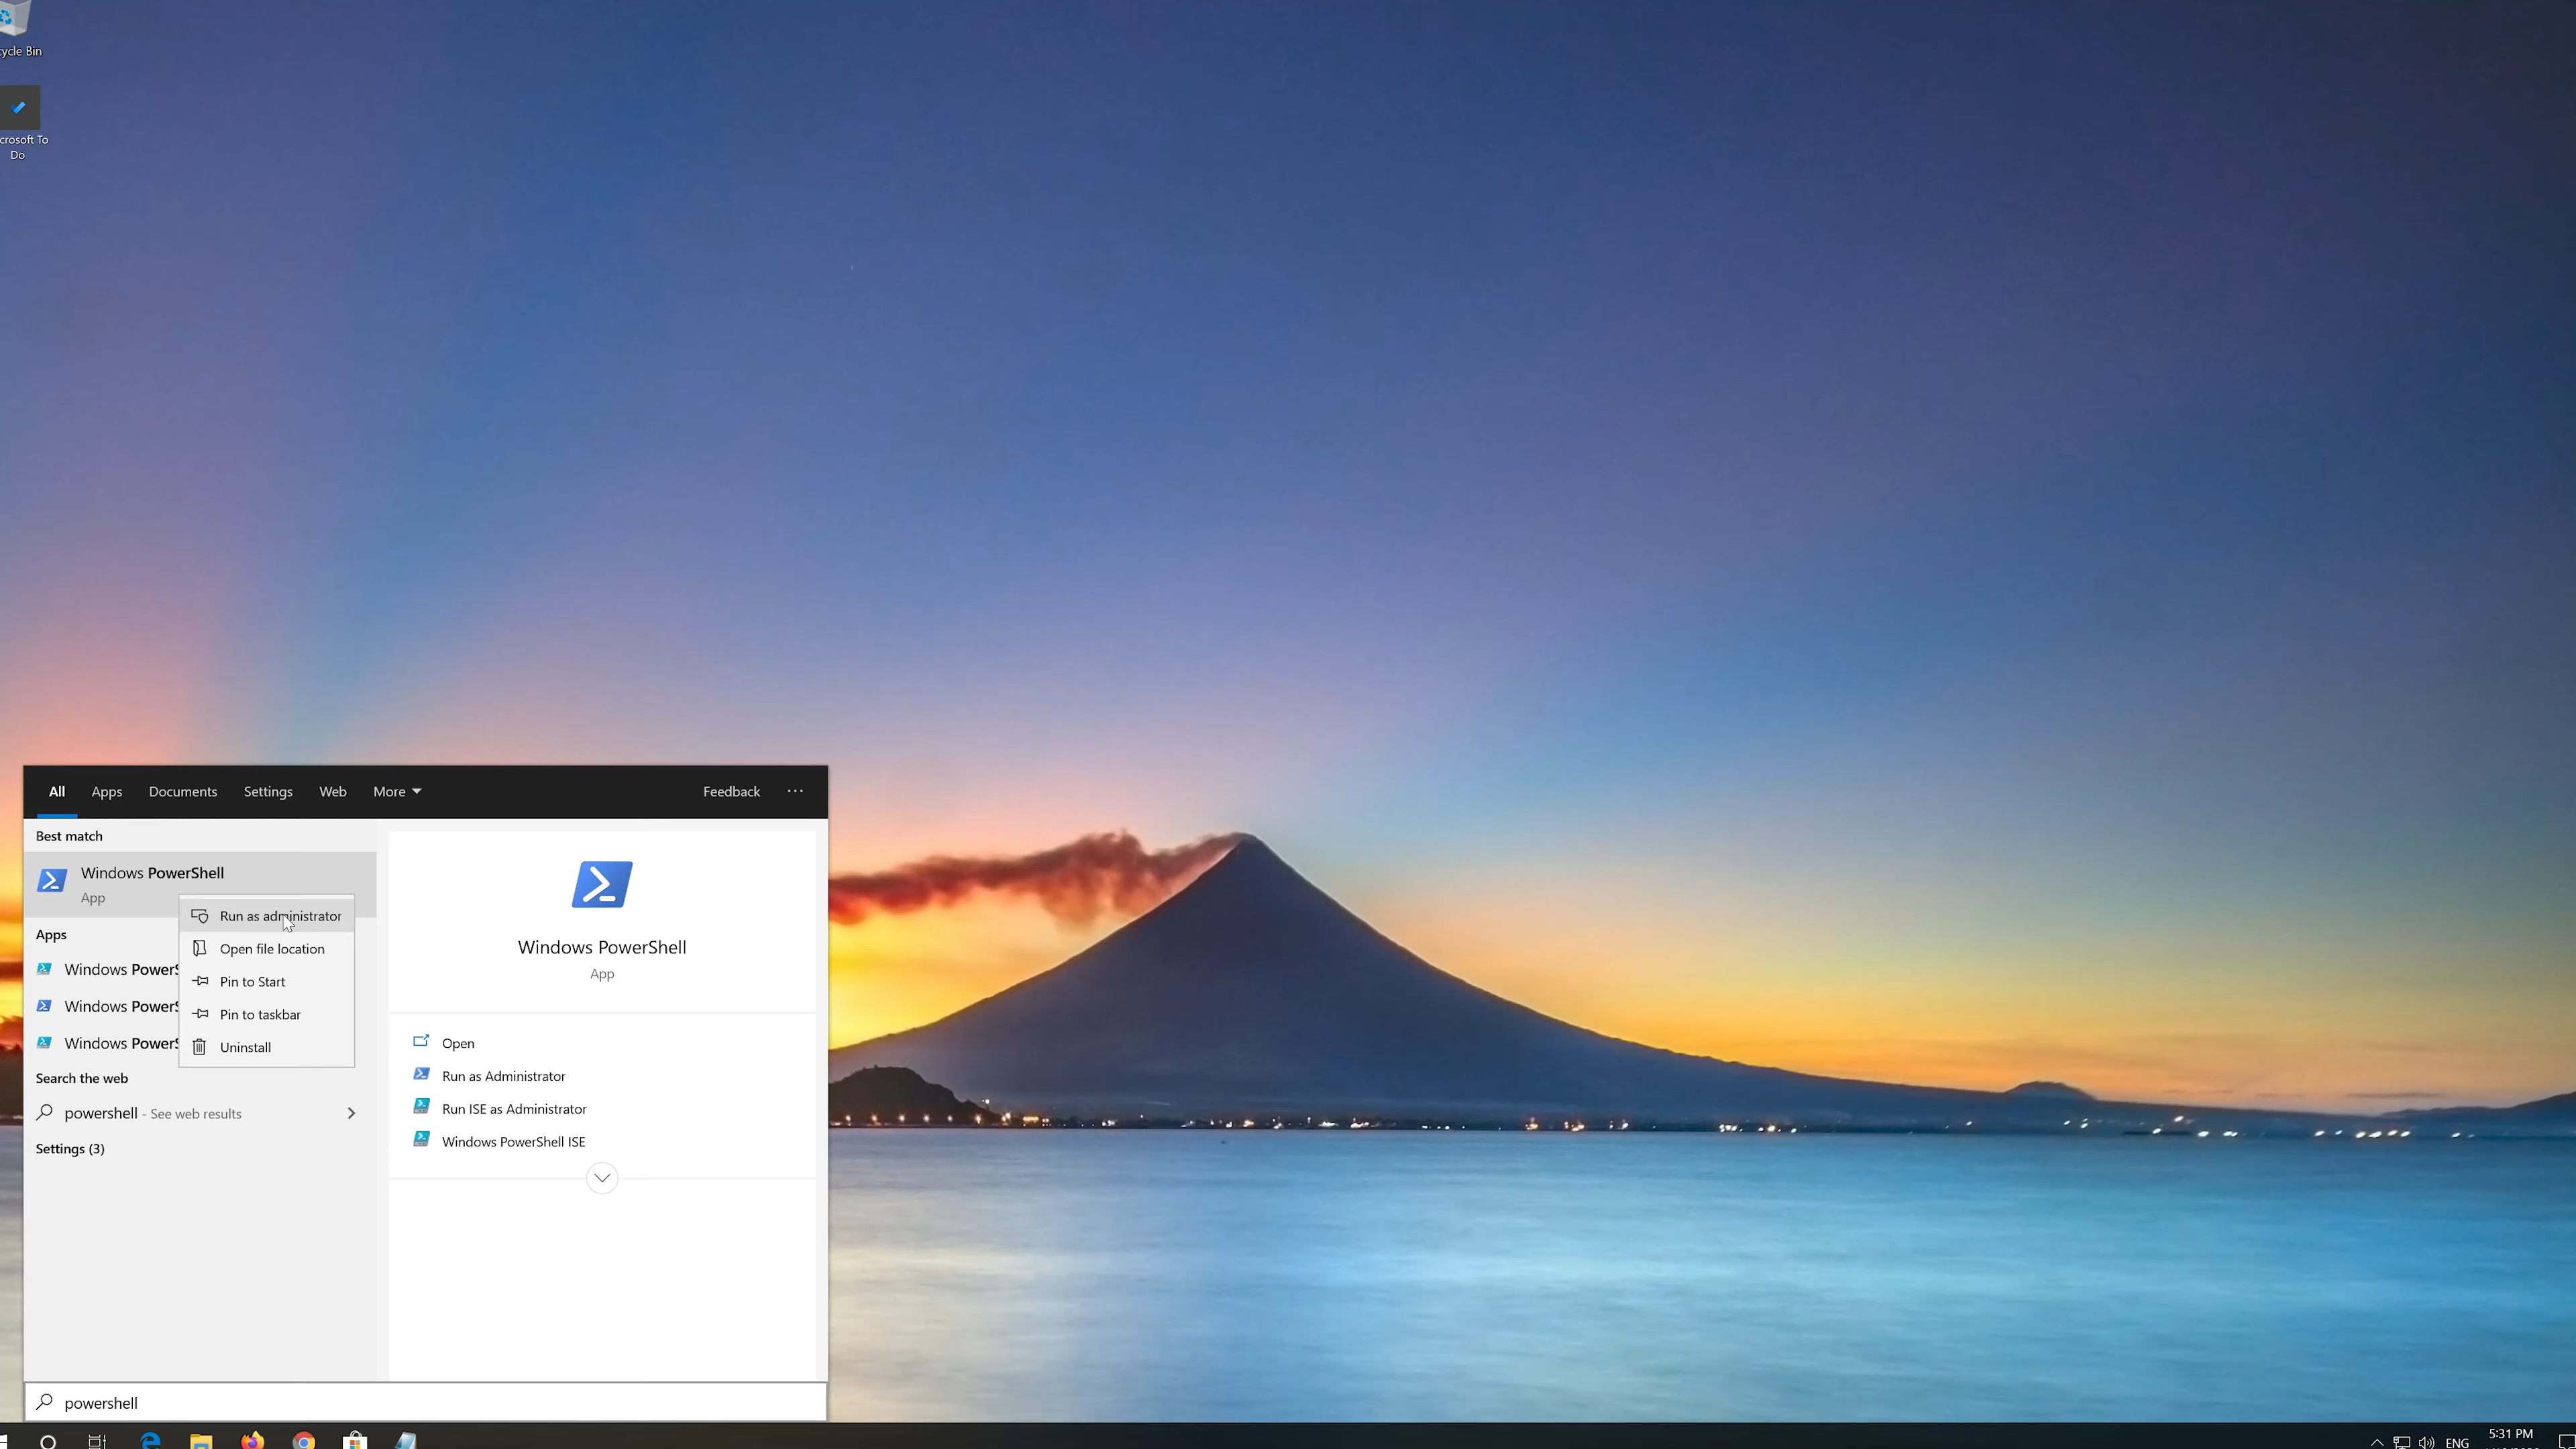 cycle Bin
crosoft To
Do
All Apps Documents Settings Web More Feedback ···
Best match
Windows PowerShell
App
Run as administrator
Open file location
Pin to Start
Pin to taskbar
Uninstall
Apps
Windows PowerS
Windows PowerS
Windows PowerS
Search the web
powershell - See web results
Settings (3)
Windows PowerShell
App
Open
Run as Administrator
Run ISE as Administrator
Windows PowerShell ISE
powershell
ENG
5:31 PM